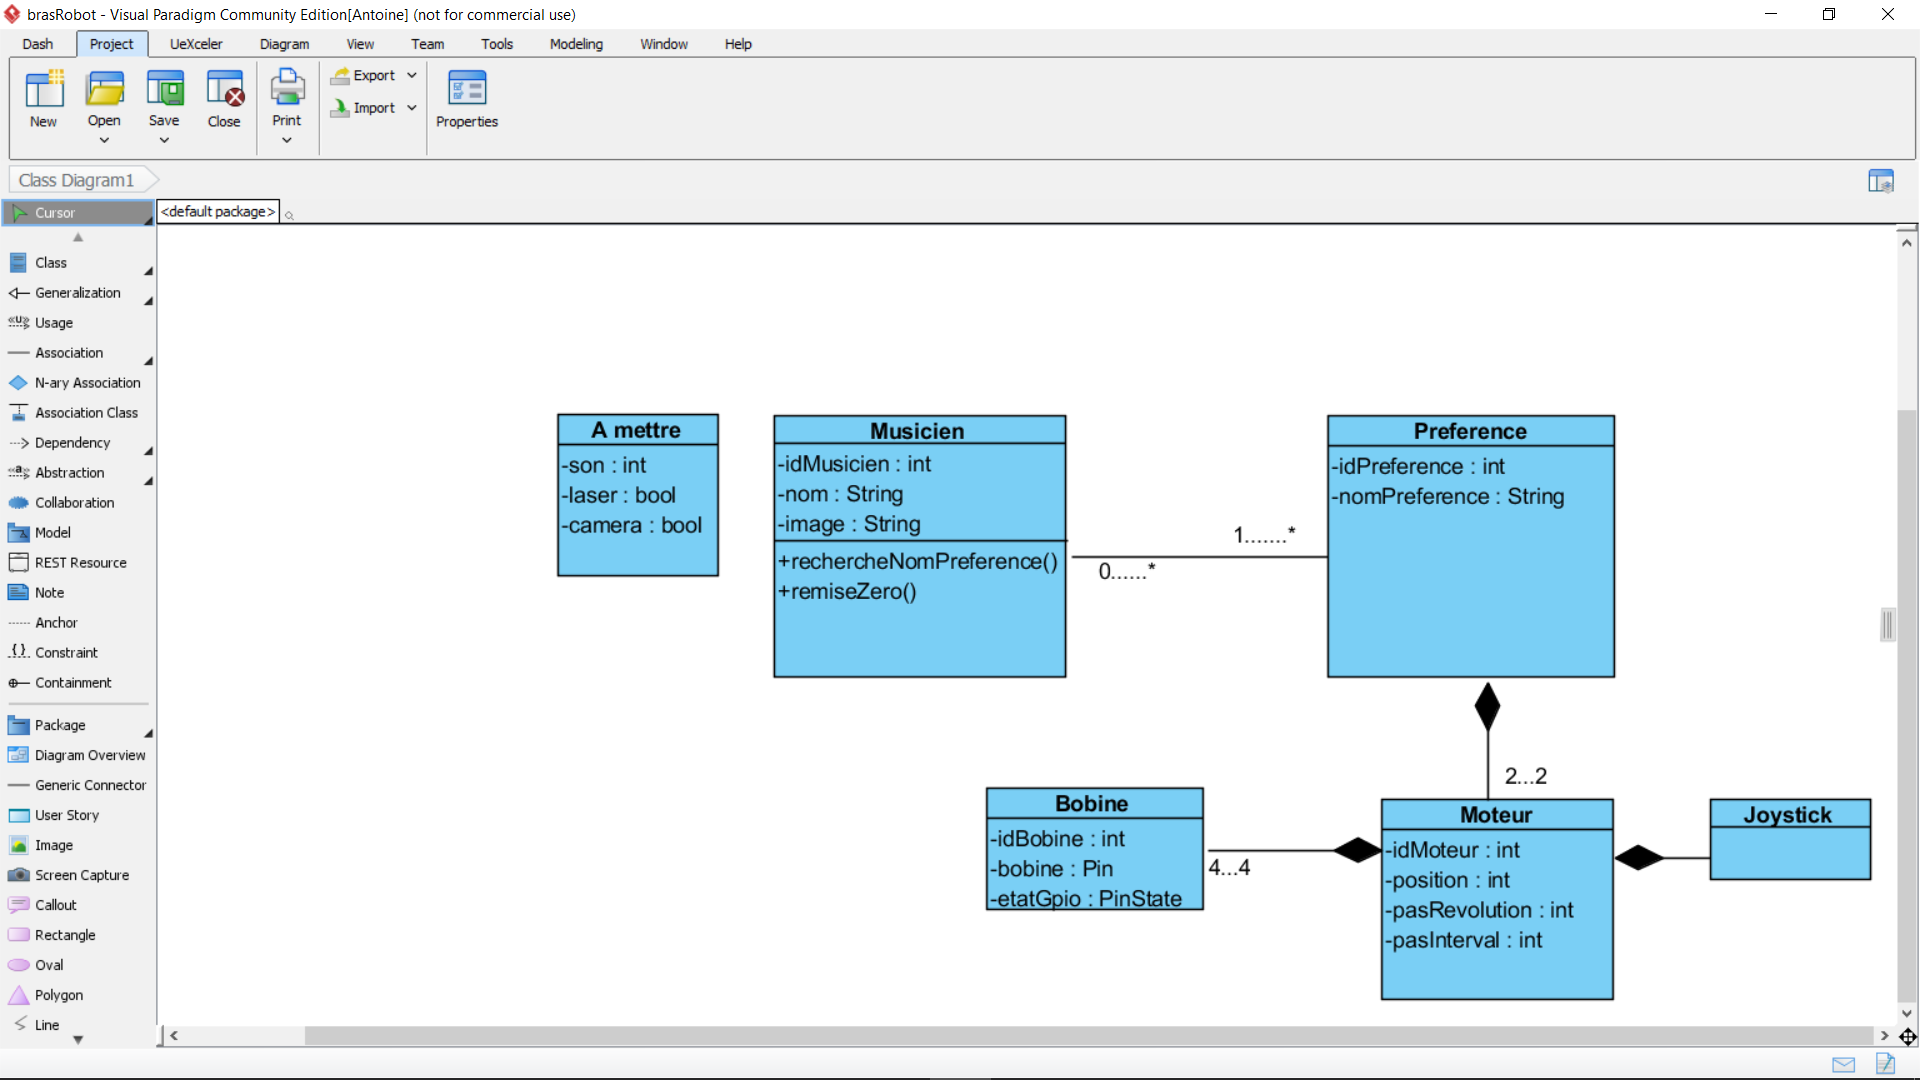 brasRobot - Visual Paradigm Community Edition[Antoine] (not for commercial use)
Dash Project UeXceler Diagram View Team Tools Modeling Window Help
New Open Save Close Print Export Import Properties
Class Diagram1
Cursor
<default package>
Class
Generalization
Usage
Association
N-ary Association
Association Class
Dependency
Abstraction
Collaboration
Model
REST Resource
Note
Anchor
Constraint
Containment
Package
Diagram Overview
Generic Connector
User Story
Image
Screen Capture
Callout
Rectangle
Oval
Polygon
Line
A mettre
-son : int
-laser : bool
-camera : bool
Musicien
-idMusicien : int
-nom : String
-image : String
+rechercheNomPreference()
+remiseZero()
1.......*
0......*
Preference
-idPreference : int
-nomPreference : String
2...2
Bobine
-idBobine : int
-bobine : Pin
-etatGpio : PinState
4...4
Moteur
-idMoteur : int
-position : int
-pasRevolution : int
-pasInterval : int
Joystick